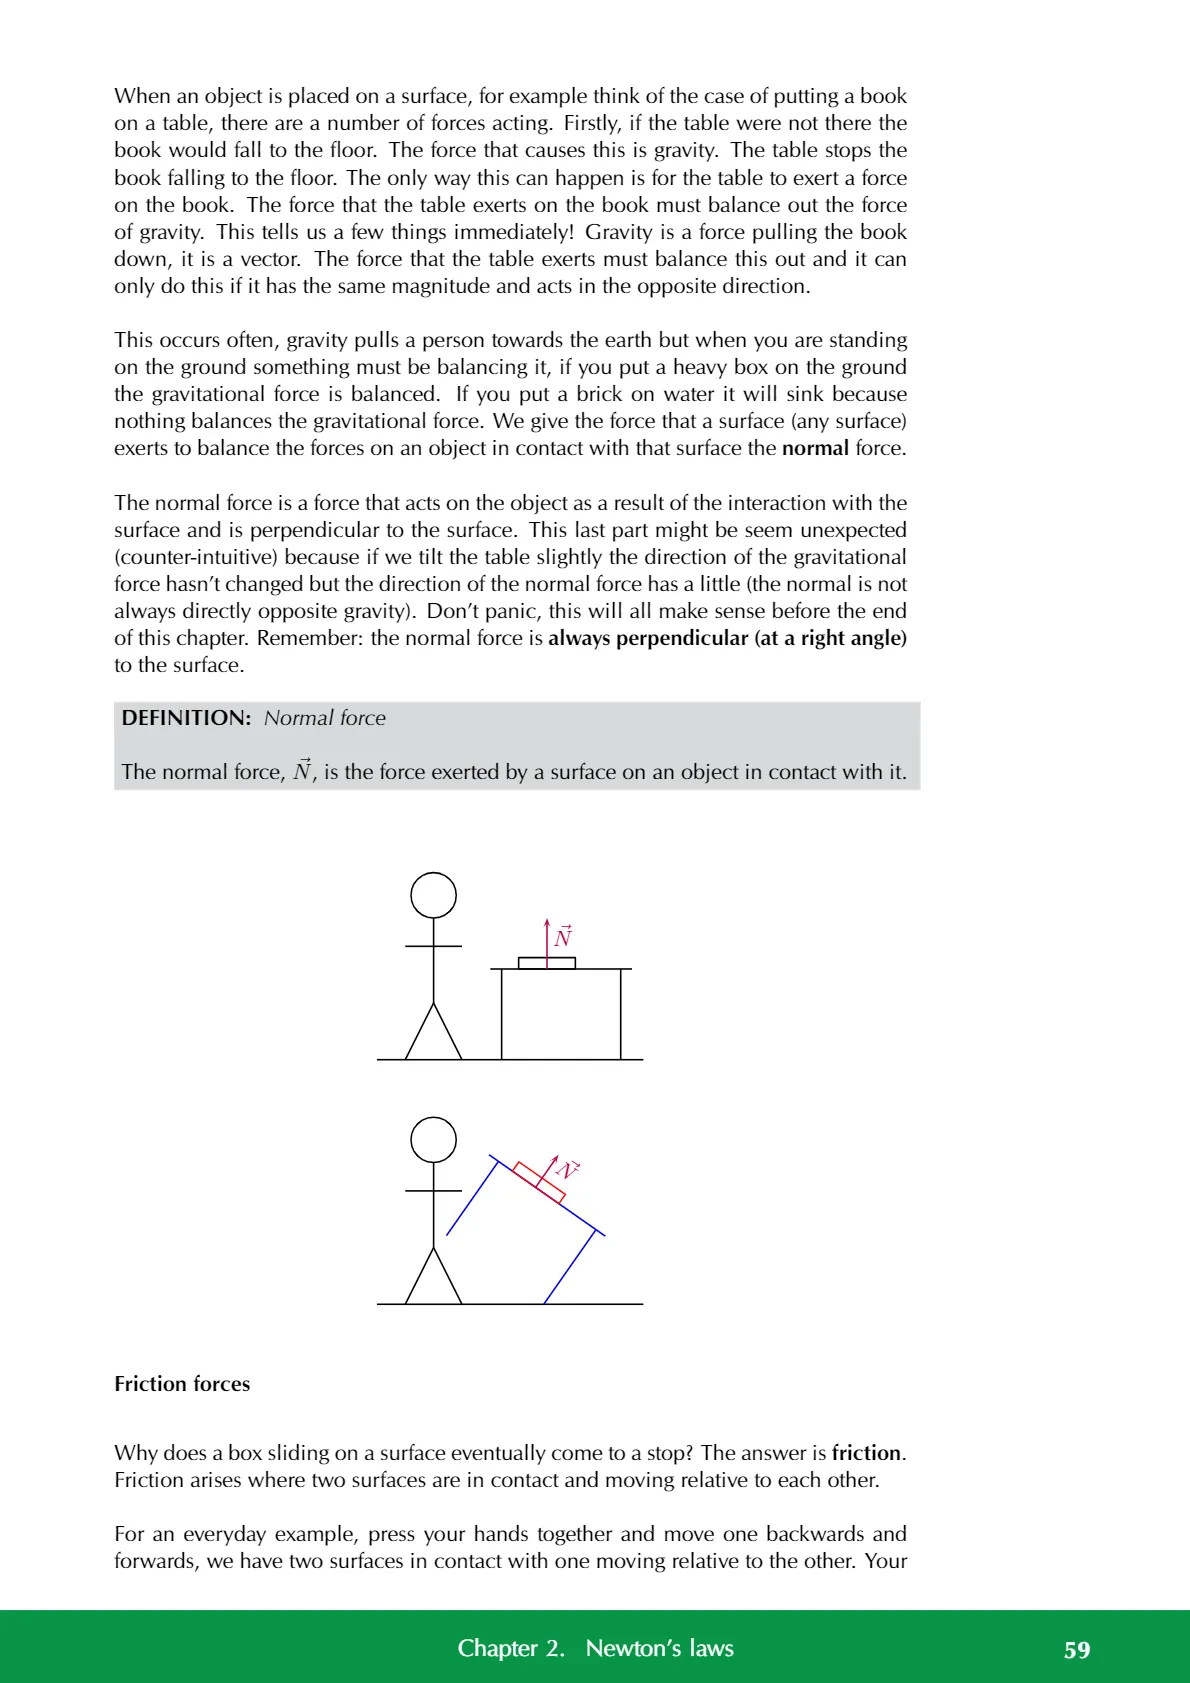 When an object is placed on a surface, for example think of the case of putting a book
on a table, there are a number of forces acting. Firstly, if the table were not there the
book would fall to the floor. The force that causes this is gravity. The table stops the
book falling to the floor. The only way this can happen is for the table to exert a force
on the book. The force that the table exerts on the book must balance out the force
of gravity. This tells us a few things immediately! Gravity is a force pulling the book
down, it is a vector. The force that the table exerts must balance this out and it can
only do this if it has the same magnitude and acts in the opposite direction.
This occurs often, gravity pulls a person towards the earth but when you are standing
on the ground something must be balancing it, if you put a heavy box on the ground
the gravitational force is balanced. If you put a brick on water it will sink because
nothing balances the gravitational force. We give the force that a surface (any surface)
exerts to balance the forces on an object in contact with that surface the normal force.
The normal force is a force that acts on the object as a result of the interaction with the
surface and is perpendicular to the surface. This last part might be seem unexpected
(counter-intuitive) because if we tilt the table slightly the direction of the gravitational
force hasn't changed but the direction of the normal force has a little (the normal is not
always directly opposite gravity). Don't panic, this will all make sense before the end
of this chapter. Remember: the normal force is always perpendicular (at a right angle)
to the surface.
DEFINITION: Normal force
The normal force, N⃗, is the force exerted by a surface on an object in contact with it.
N⃗
N⃗
Friction forces
Why does a box sliding on a surface eventually come to a stop? The answer is friction.
Friction arises where two surfaces are in contact and moving relative to each other.
For an everyday example, press your hands together and move one backwards and
forwards, we have two surfaces in contact with one moving relative to the other. Your
Chapter 2. Newton's laws 59